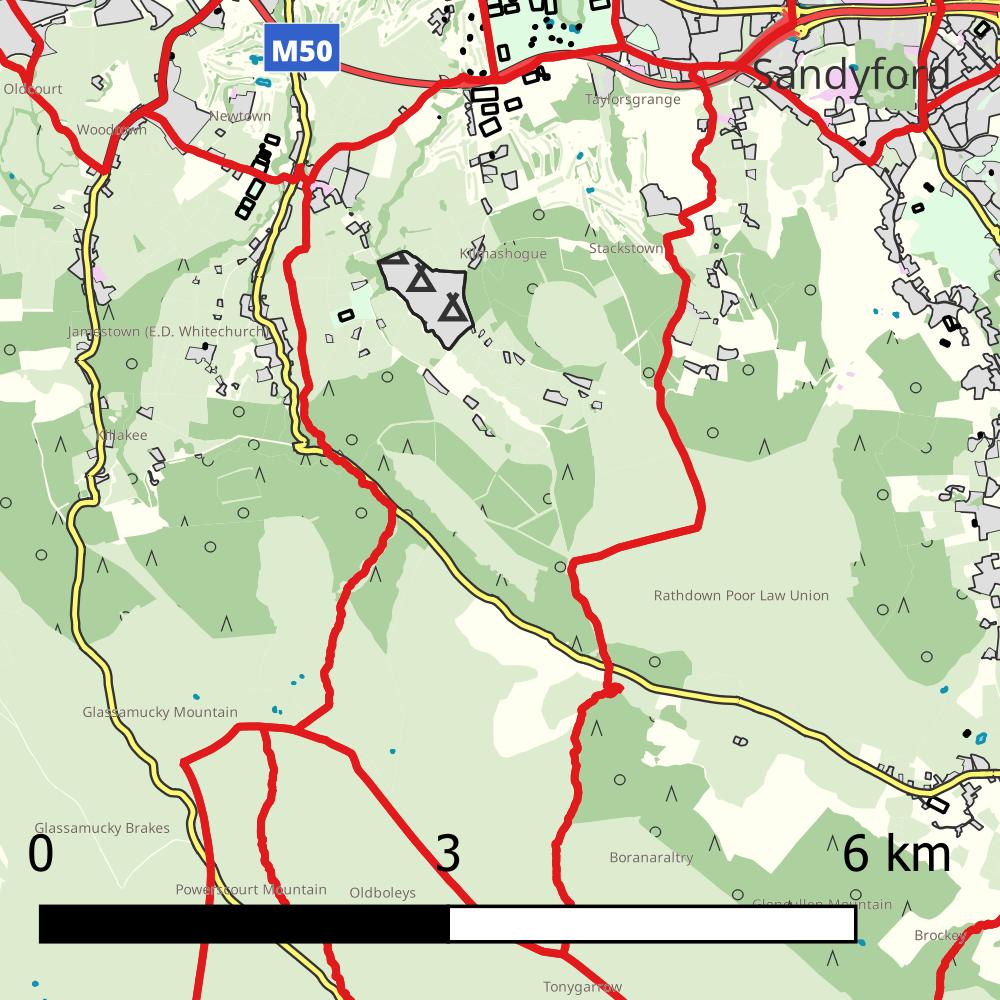 M50
Sandyford
Oldcourt
Taylorsgrange
Newtown
Woodtown
Stackstown
Kilmashogue
Jamestown (E.D. Whitechurch)
Killakee
Rathdown Poor Law Union
Glassamucky Mountain
Glassamucky Brakes
0 3 6 km
Boranaraltry
Powerscourt Mountain
Oldboleys
Glencullen Mountain
Brockey
Tonygarrow